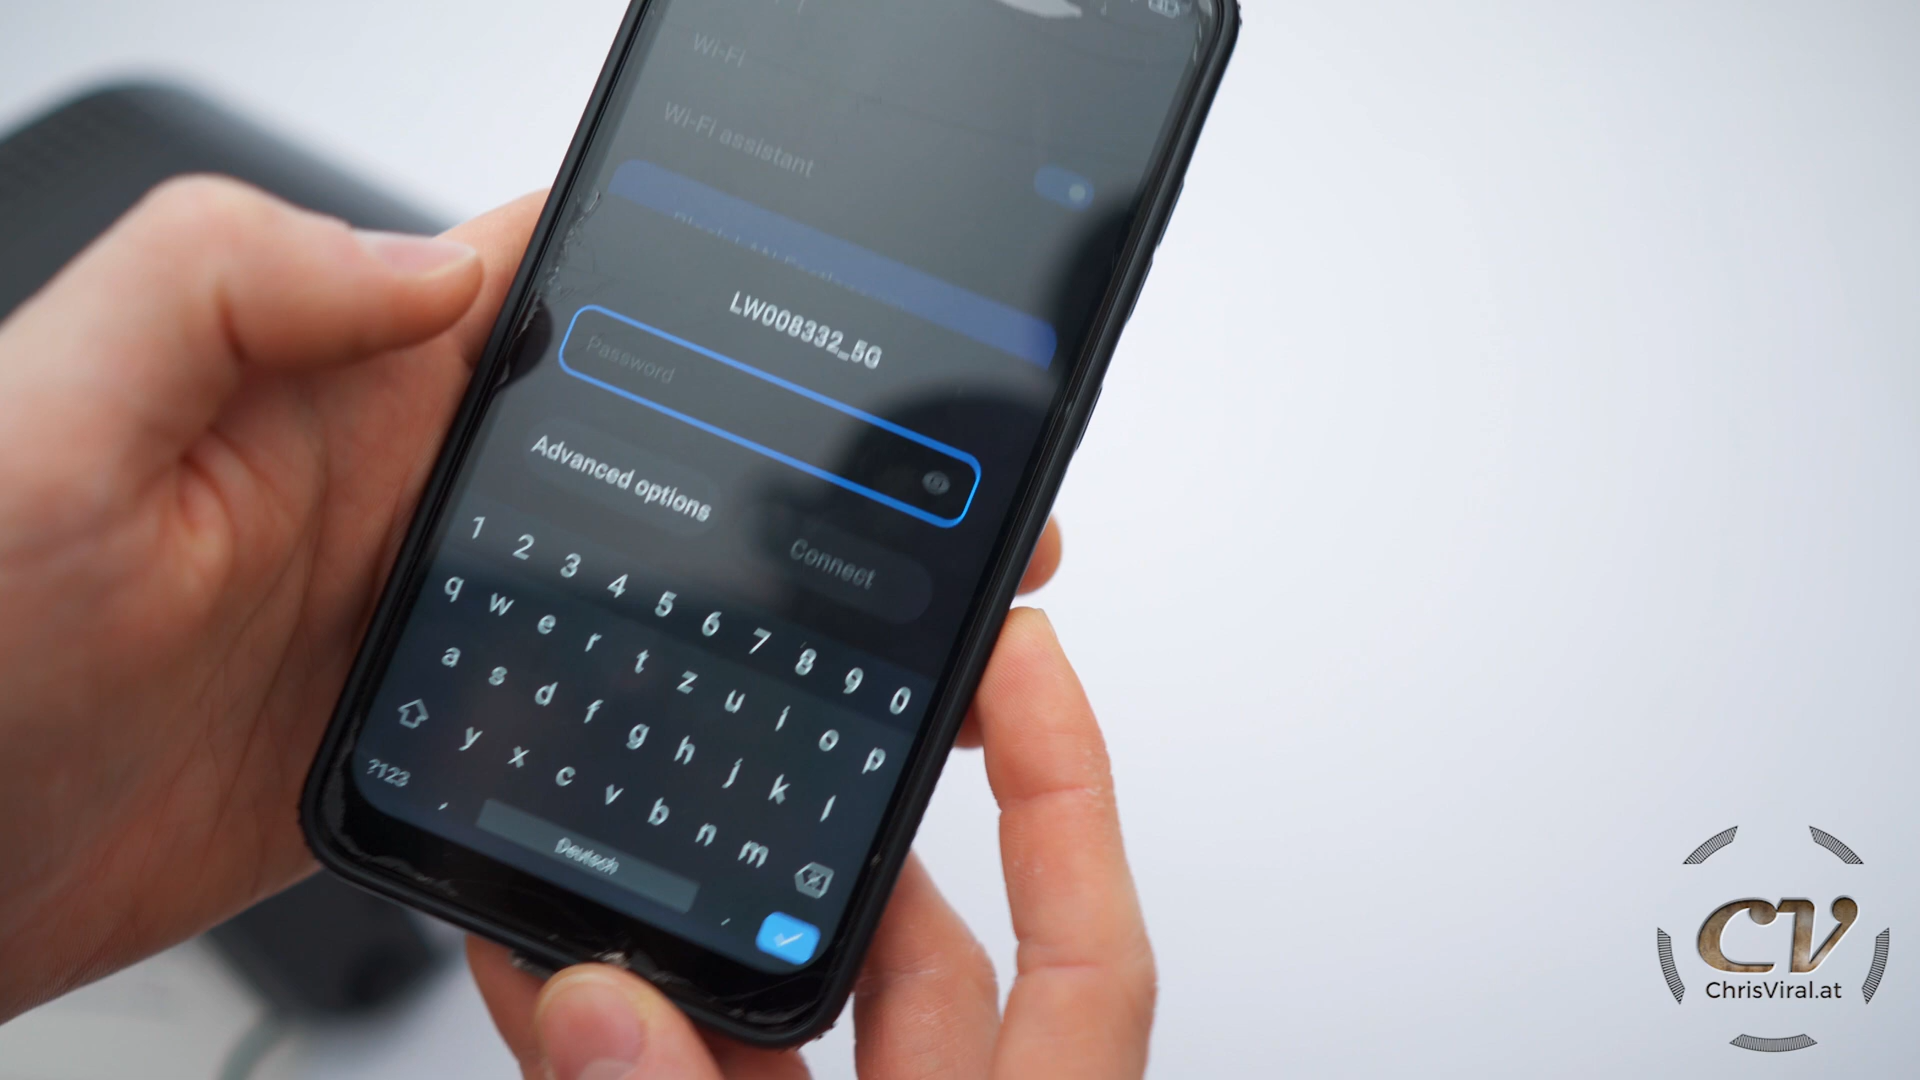 Wi-Fi
Wi-Fi assistant
LW008332_5G
Password
Advanced options
Connect
1 2 3 4 5 6 7 8 9 0
q w e r t z u i o p
a s d f g h j k l
y x c v b n m
?123 , Deutsch .
CV
ChrisViral.at